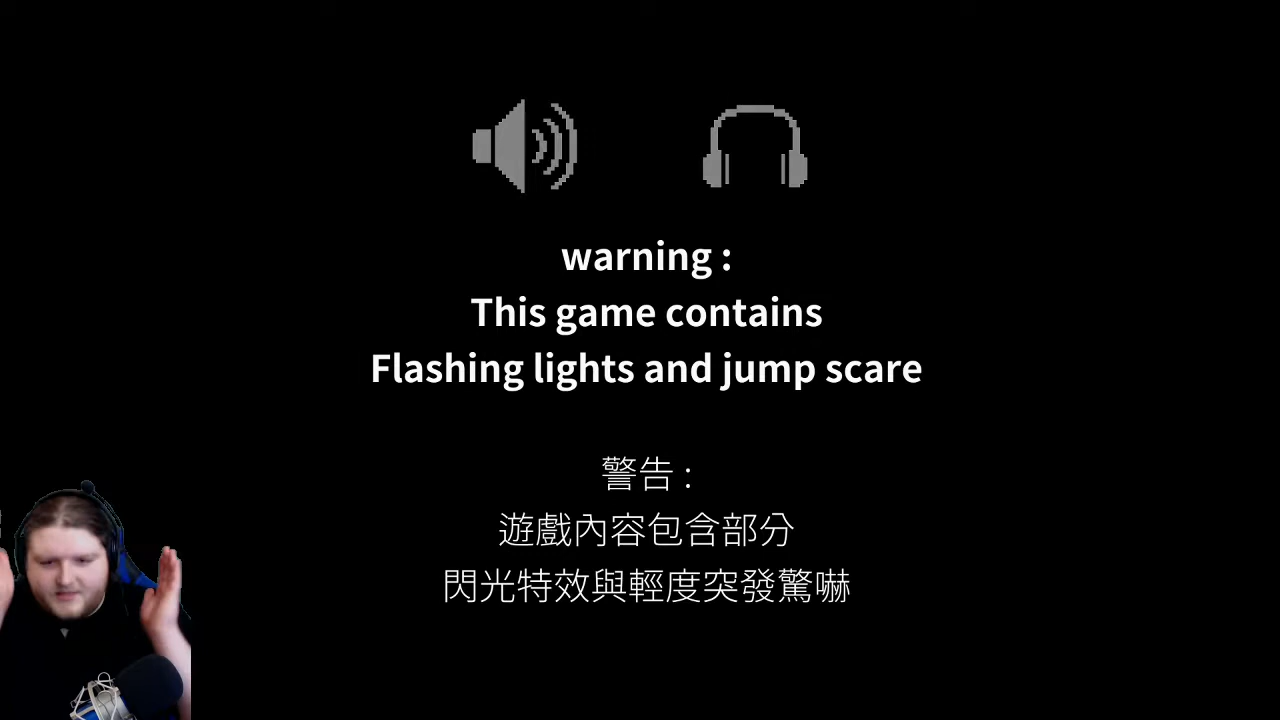 warning :
This game contains
Flashing lights and jump scare
警告 :
遊戲內容包含部分
閃光特效與輕度突發驚嚇